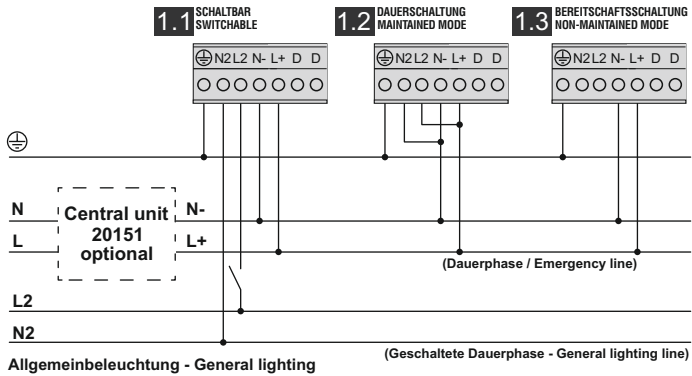 1.1 SCHALTBAR
SWITCHABLE
1.2 DAUERSCHALTUNG
MAINTAINED MODE
1.3 BEREITSCHAFTSSCHALTUNG
NON-MAINTAINED MODE
N2 L2 N- L+ D D
N2 L2 N- L+ D D
N2 L2 N- L+ D D
N
Central unit
20151
optional
N-
L
L+
(Dauerphase / Emergency line)
L2
N2
(Geschaltete Dauerphase - General lighting line)
Allgemeinbeleuchtung - General lighting